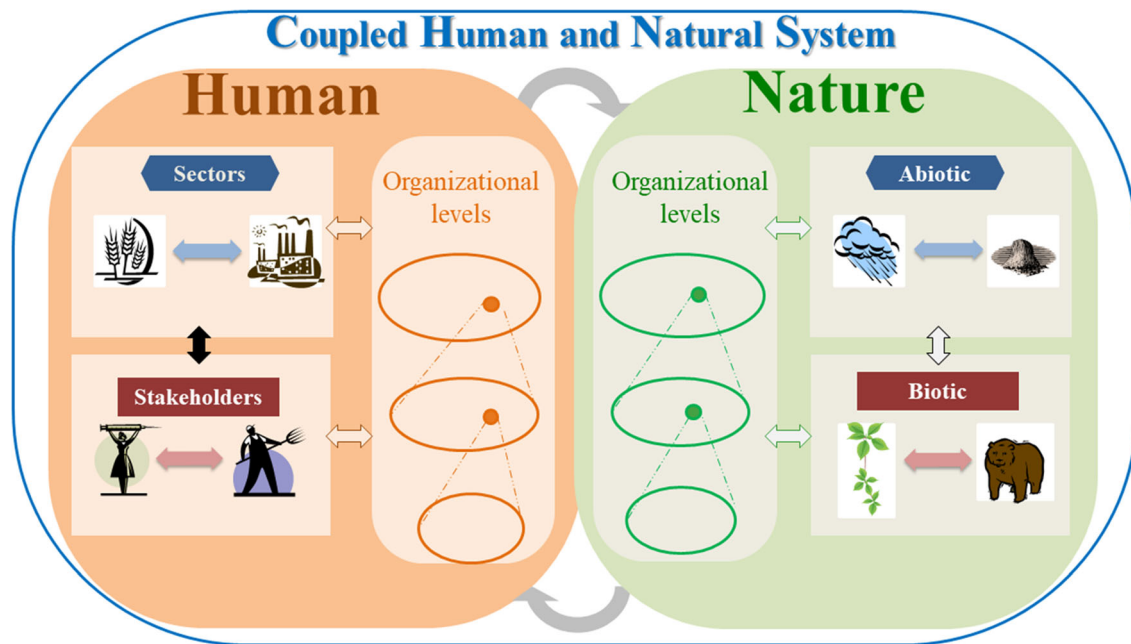 Coupled Human and Natural System
Human
Nature
Sectors
Organizational
levels
Organizational
levels
Abiotic
Stakeholders
Biotic